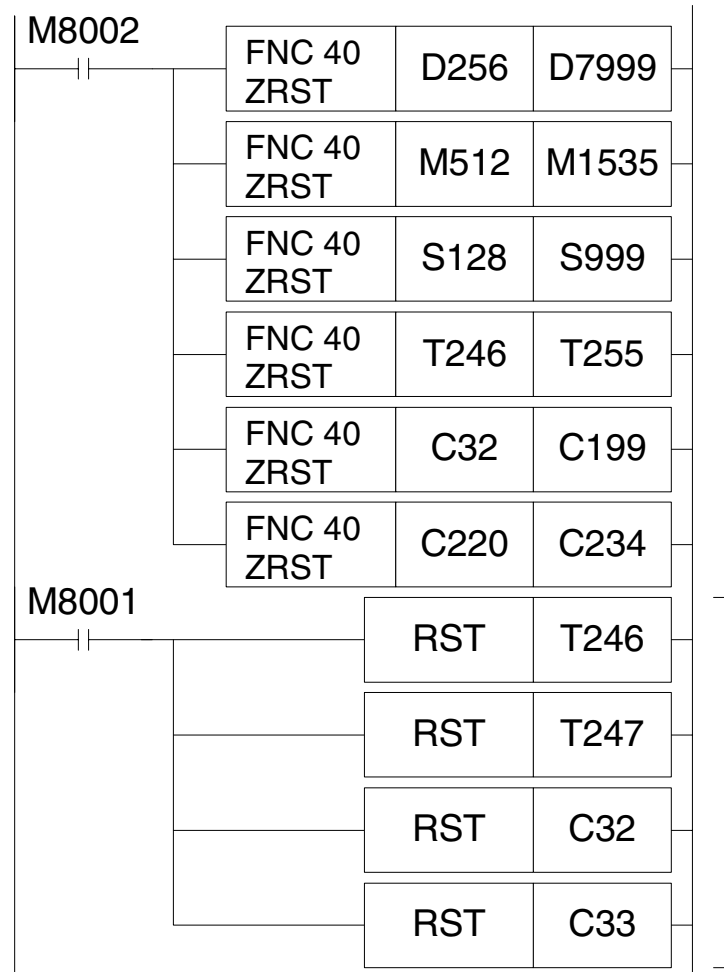 M8002
FNC 40 ZRST D256 D7999
FNC 40 ZRST M512 M1535
FNC 40 ZRST S128 S999
FNC 40 ZRST T246 T255
FNC 40 ZRST C32 C199
FNC 40 ZRST C220 C234
M8001
RST T246
RST T247
RST C32
RST C33